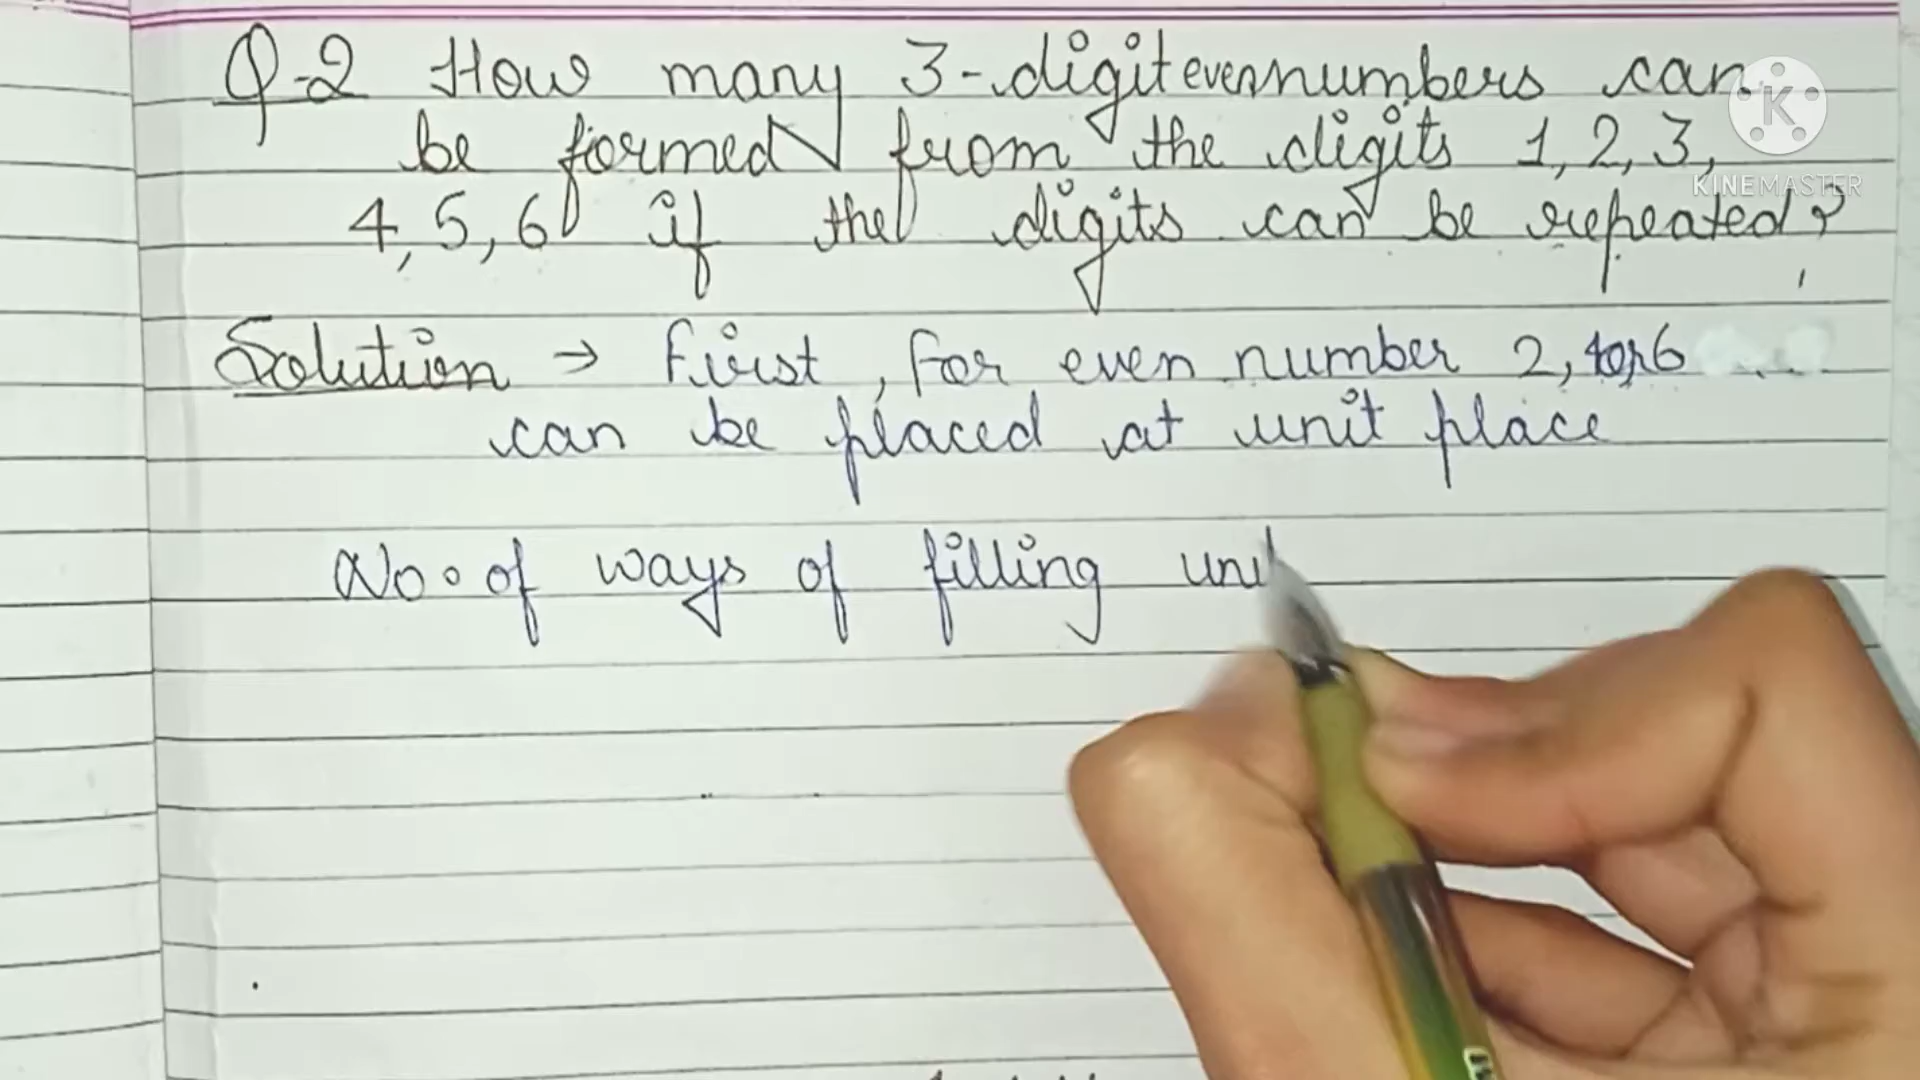 Q-2 How many 3-digit even numbers can
be formed from the digits 1, 2, 3,
4, 5, 6 if the digits can be repeated?
Solution → First, for even number 2, 4 or 6
can be placed at unit place
No. of ways of filling unit
K
KINEMASTER